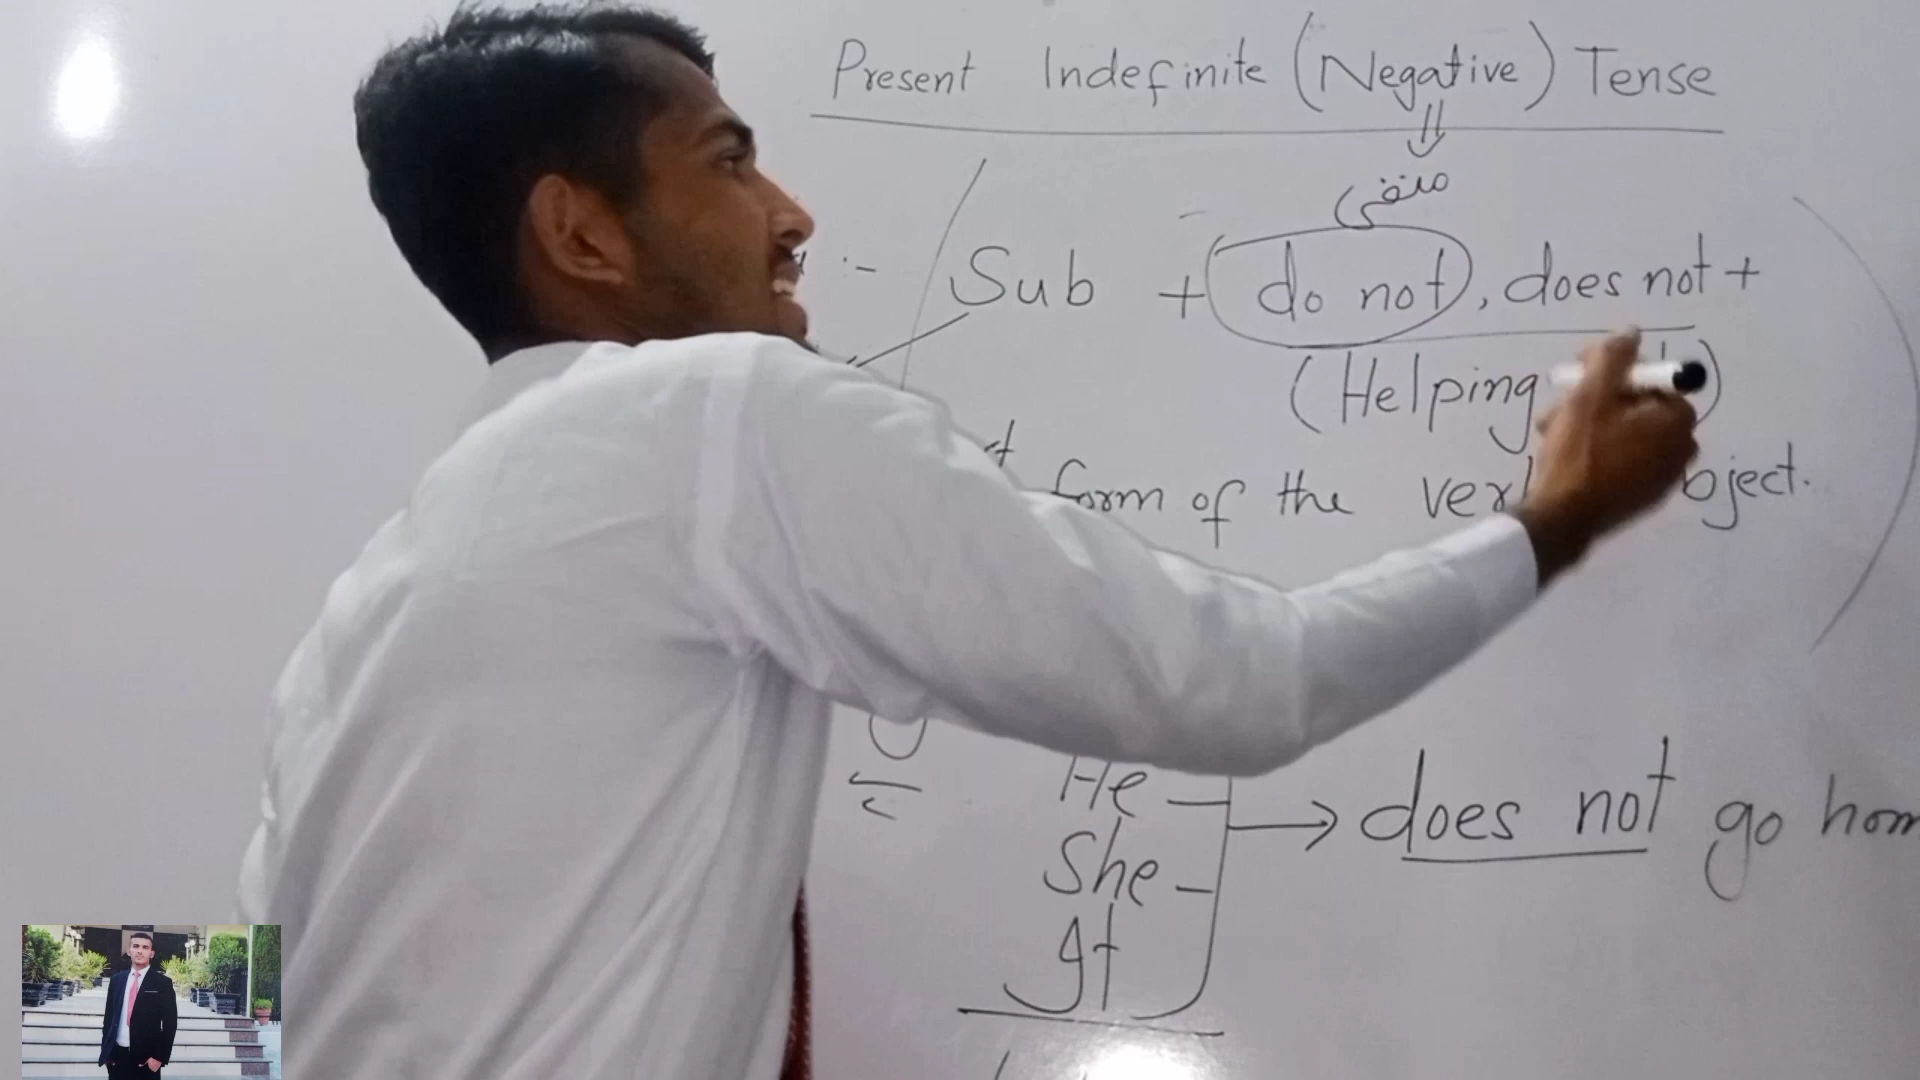 Present Indefinite (Negative) Tense
منفی
:- Sub + do not, does not +
(Helping
form of the
He
She → does not go
It